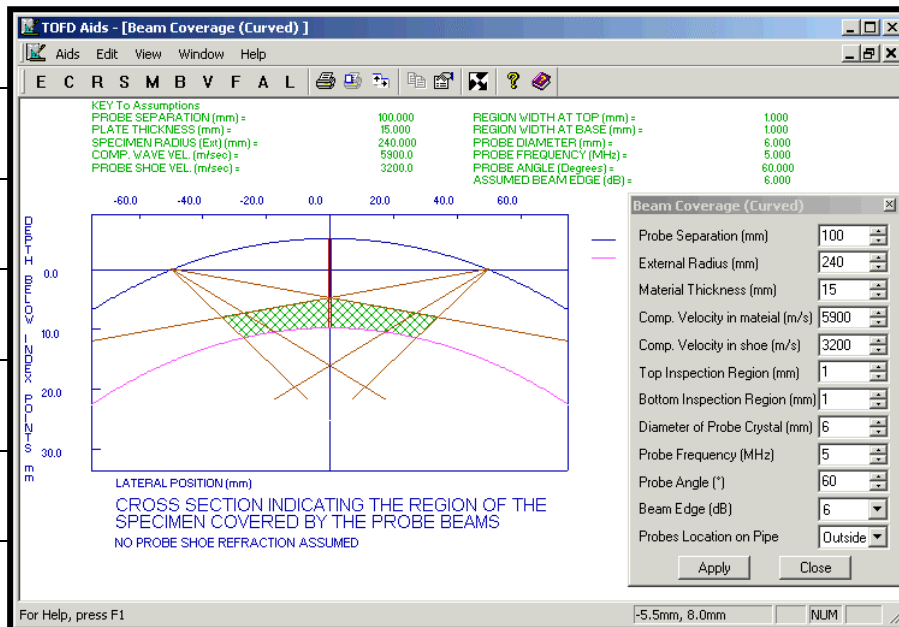 TOFD Aids - [Beam Coverage (Curved) ]
Aids Edit View Window Help
E C R S M B V F A L
KEY To Assumptions
PROBE SEPARATION (mm) = 100.000
PLATE THICKNESS (mm) = 15.000
SPECIMEN RADIUS (Ext) (mm) = 240.000
COMP. WAVE VEL. (m/sec) = 5900.0
PROBE SHOE VEL. (m/sec) = 3200.0
REGION WIDTH AT TOP (mm) = 1.000
REGION WIDTH AT BASE (mm) = 1.000
PROBE DIAMETER (mm) = 6.000
PROBE FREQUENCY (MHz) = 5.000
PROBE ANGLE (Degrees) = 60.000
ASSUMED BEAM EDGE (dB) = 6.000
-60.0 -40.0 -20.0 0.0 20.0 40.0 60.0
DEPTH BELOW INDEX POINTS mm
0.0
10.0
20.0
30.0
LATERAL POSITION (mm)
CROSS SECTION INDICATING THE REGION OF THE
SPECIMEN COVERED BY THE PROBE BEAMS
NO PROBE SHOE REFRACTION ASSUMED
Beam Coverage (Curved)
Probe Separation (mm) 100
External Radius (mm) 240
Material Thickness (mm) 15
Comp. Velocity in mateial (m/s) 5900
Comp. Velocity in shoe (m/s) 3200
Top Inspection Region (mm) 1
Bottom Inspection Region (mm) 1
Diameter of Probe Crystal (mm) 6
Probe Frequency (MHz) 5
Probe Angle (°) 60
Beam Edge (dB) 6
Probes Location on Pipe Outside
Apply Close
For Help, press F1 -5.5mm, 8.0mm NUM